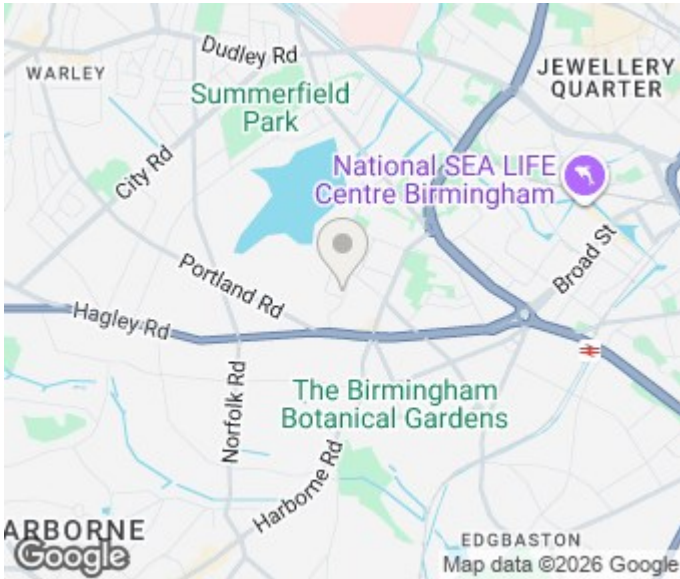 Dudley Rd
WARLEY
JEWELLERY
QUARTER
Summerfield
Park
City Rd
National SEA LIFE
Centre Birmingham
Broad St
Portland Rd
Hagley Rd
Norfolk Rd
The Birmingham
Botanical Gardens
Harborne Rd
ARBORNE
EDGBASTON
Google
Map data ©2026 Google